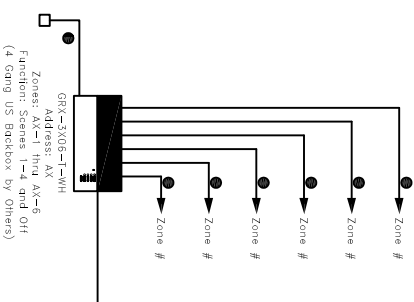 GRX-3X06-T-WH
Address: AX
Zones: AX-1 thru AX-6
Function: Scenes 1-4 and Off
(4 Gang US Backbox by Others)
Zone #
Zone #
Zone #
Zone #
Zone #
Zone #